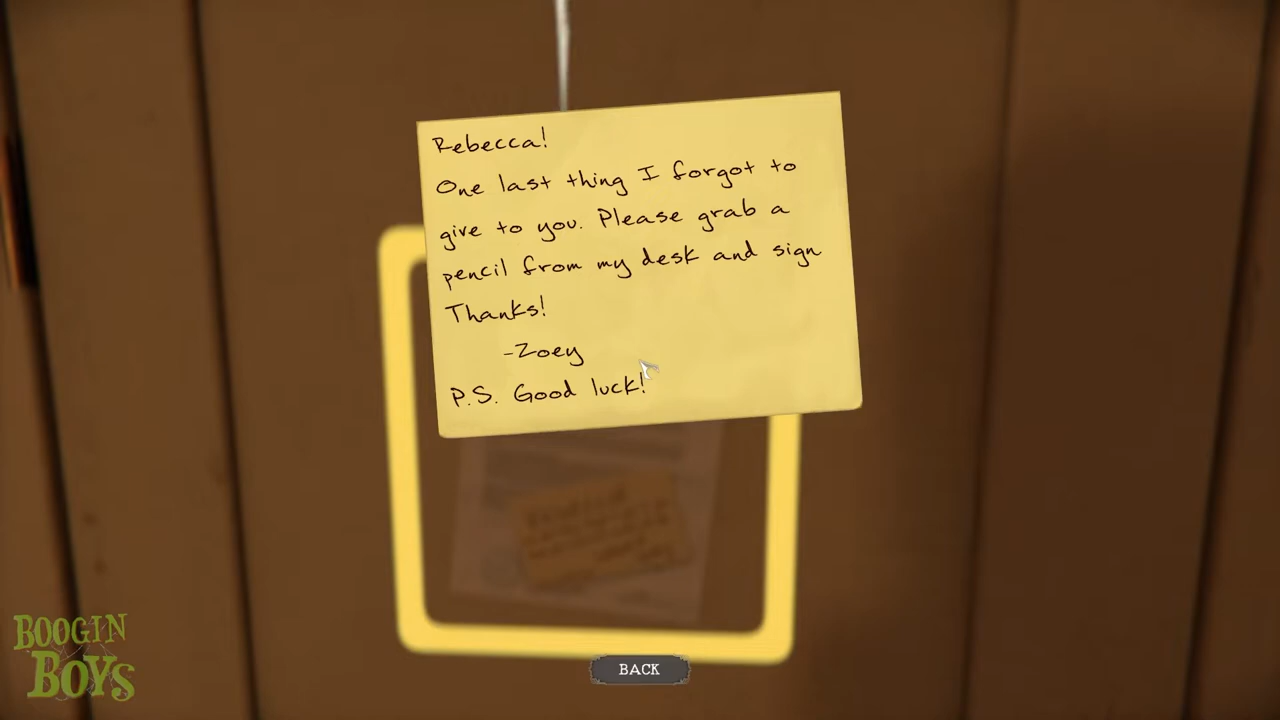 Rebecca!
One last thing I forgot to
give to you. Please grab a
pencil from my desk and sign
Thanks!
-Zoey
P.S. Good luck!
BACK
BOOGIN
BOYS